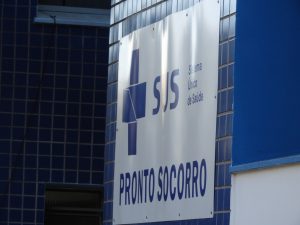 SUS
Sistema
Único
de Saúde
PRONTO SOCORRO